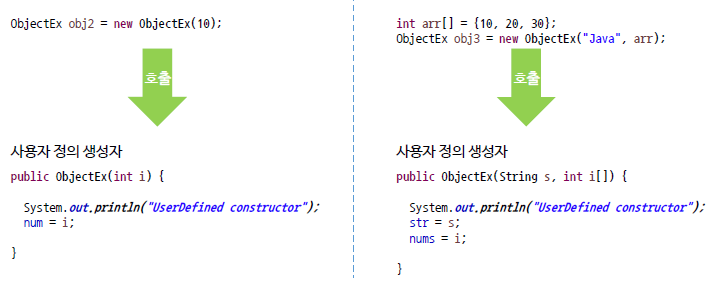 ObjectEx obj2 = new ObjectEx(10);
호출
사용자 정의 생성자
public ObjectEx(int i) {
System.out.println("UserDefined constructor");
num = i;
}
int arr[] = {10, 20, 30};
ObjectEx obj3 = new ObjectEx("Java", arr);
호출
사용자 정의 생성자
public ObjectEx(String s, int i[]) {
System.out.println("UserDefined constructor");
str = s;
nums = i;
}